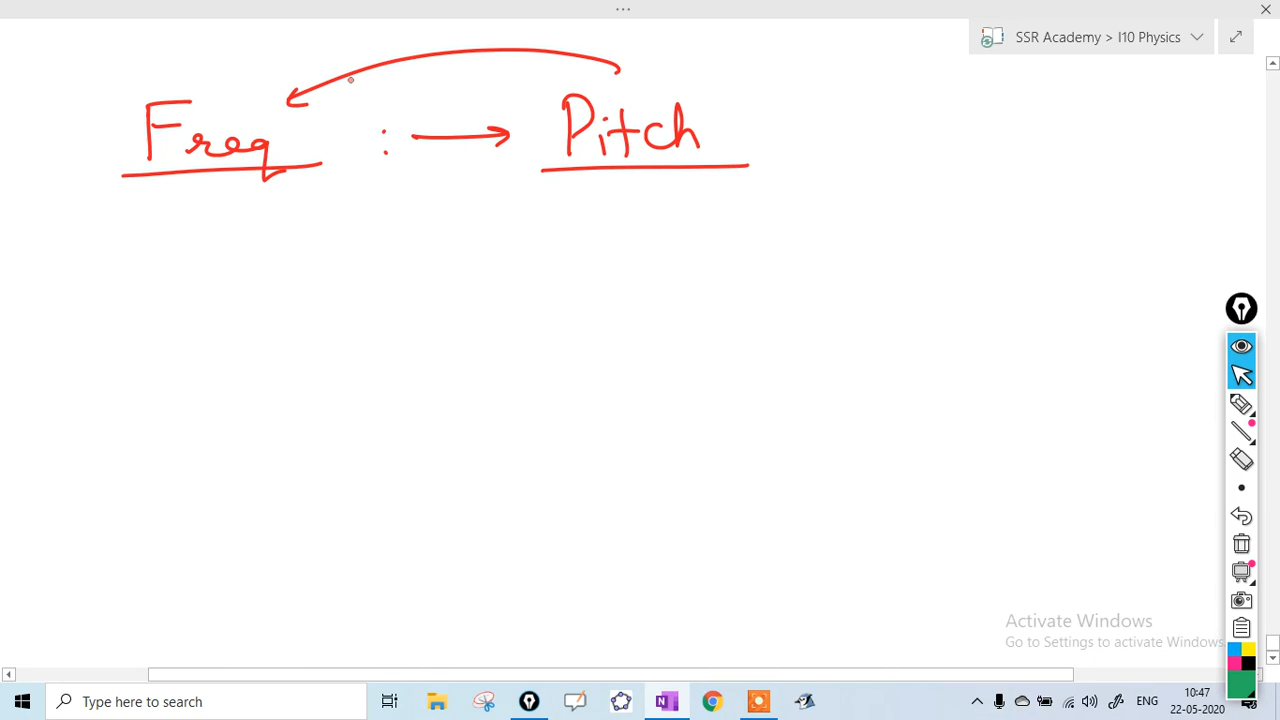 SSR Academy > I10 Physics
Freq : → Pitch
Activate Windows
Go to Settings to activate Windows.
Type here to search
N
ENG
10:47
22-05-2020